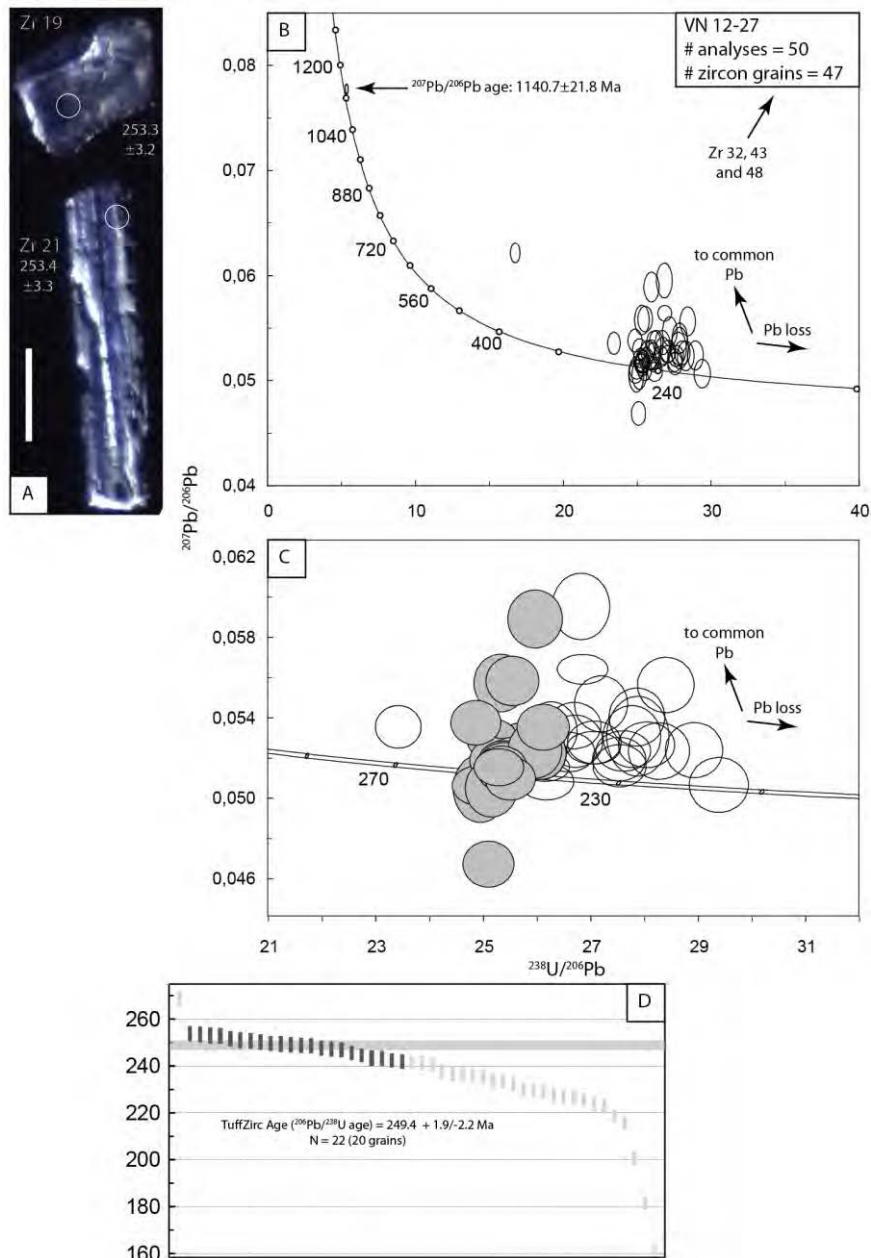 Zr 19
253.3
±3.2
Zr 21
253.4
±3.3
A
B
VN 12-27
# analyses = 50
# zircon grains = 47
Zr 32, 43
and 48
²⁰⁷Pb/²⁰⁶Pb age: 1140.7±21.8 Ma
1200
1040
880
720
560
400
240
to common
Pb
Pb loss
0,08
0,07
0,06
0,05
0,04
0
10
20
30
40
²⁰⁷Pb/²⁰⁶Pb
C
0,062
0,058
0,054
0,050
0,046
to common
Pb
Pb loss
270
230
21
23
25
27
29
31
²³⁸U/²⁰⁶Pb
D
260
240
220
200
180
160
TuffZirc Age (²⁰⁶Pb/²³⁸U age) = 249.4 + 1.9/-2.2 Ma
N = 22 (20 grains)